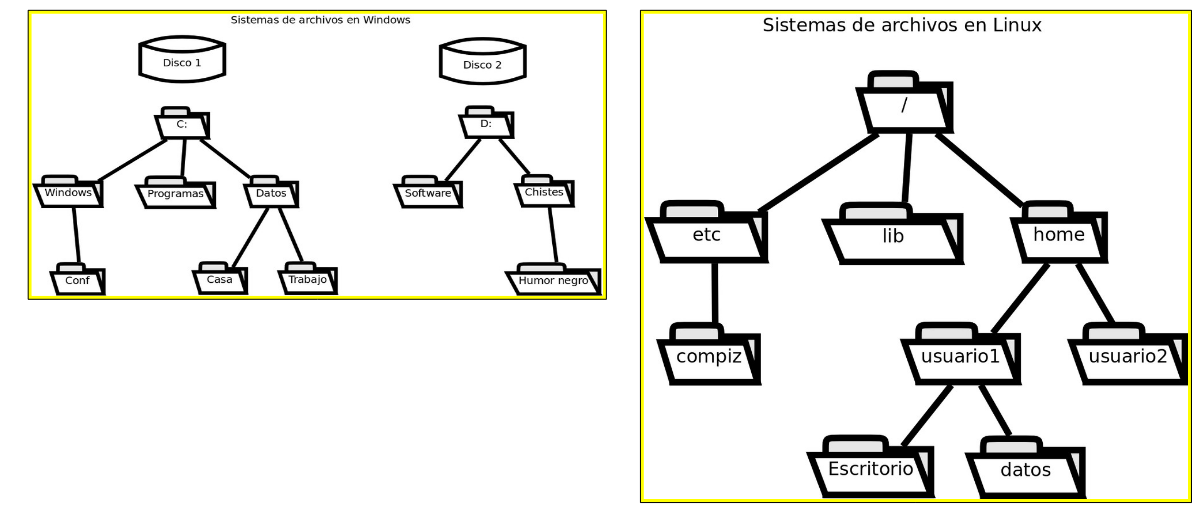 Sistemas de archivos en Windows
Disco 1
Disco 2
C:
D:
Windows
Programas
Datos
Software
Chistes
Conf
Casa
Trabajo
Humor negro
Sistemas de archivos en Linux
/
etc
lib
home
compiz
usuario1
usuario2
Escritorio
datos